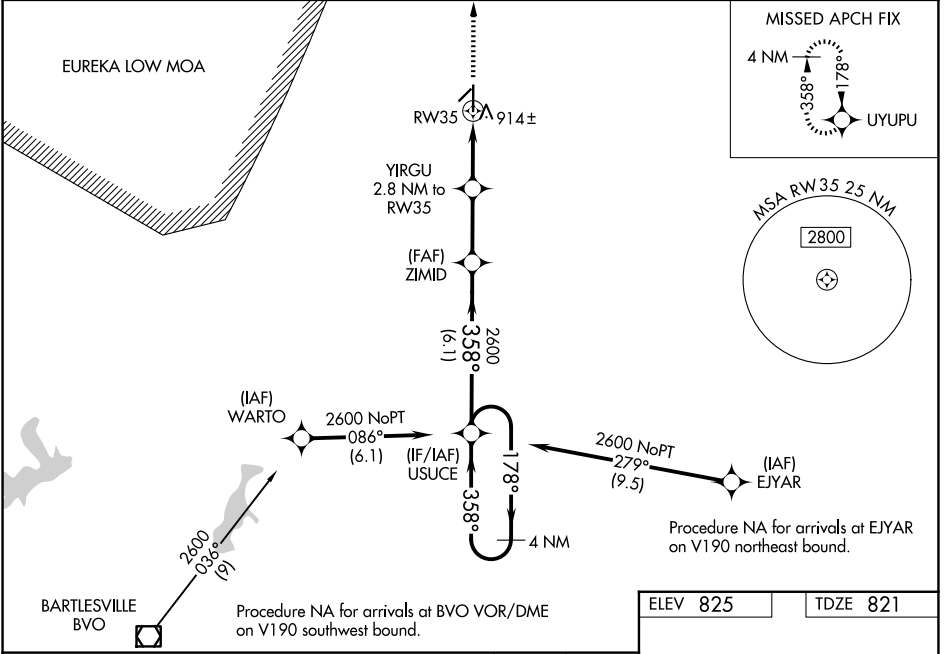 EUREKA LOW MOA
MISSED APCH FIX
4 NM
358°
178°
UYUPU
RW35
914±
YIRGU
2.8 NM to
RW35
MSA RW35 25 NM
2800
(FAF)
ZIMID
2600
358°
(6.1)
(IAF)
WARTO
2600 NoPT
086°
(6.1)
(IF/IAF)
USUCE
178°
358°
4 NM
2600 NoPT
279°
(9.5)
(IAF)
EJYAR
Procedure NA for arrivals at EJYAR
on V190 northeast bound.
2600
036°
(9)
BARTLESVILLE
BVO
Procedure NA for arrivals at BVO VOR/DME
on V190 southwest bound.
ELEV 825
TDZE 821